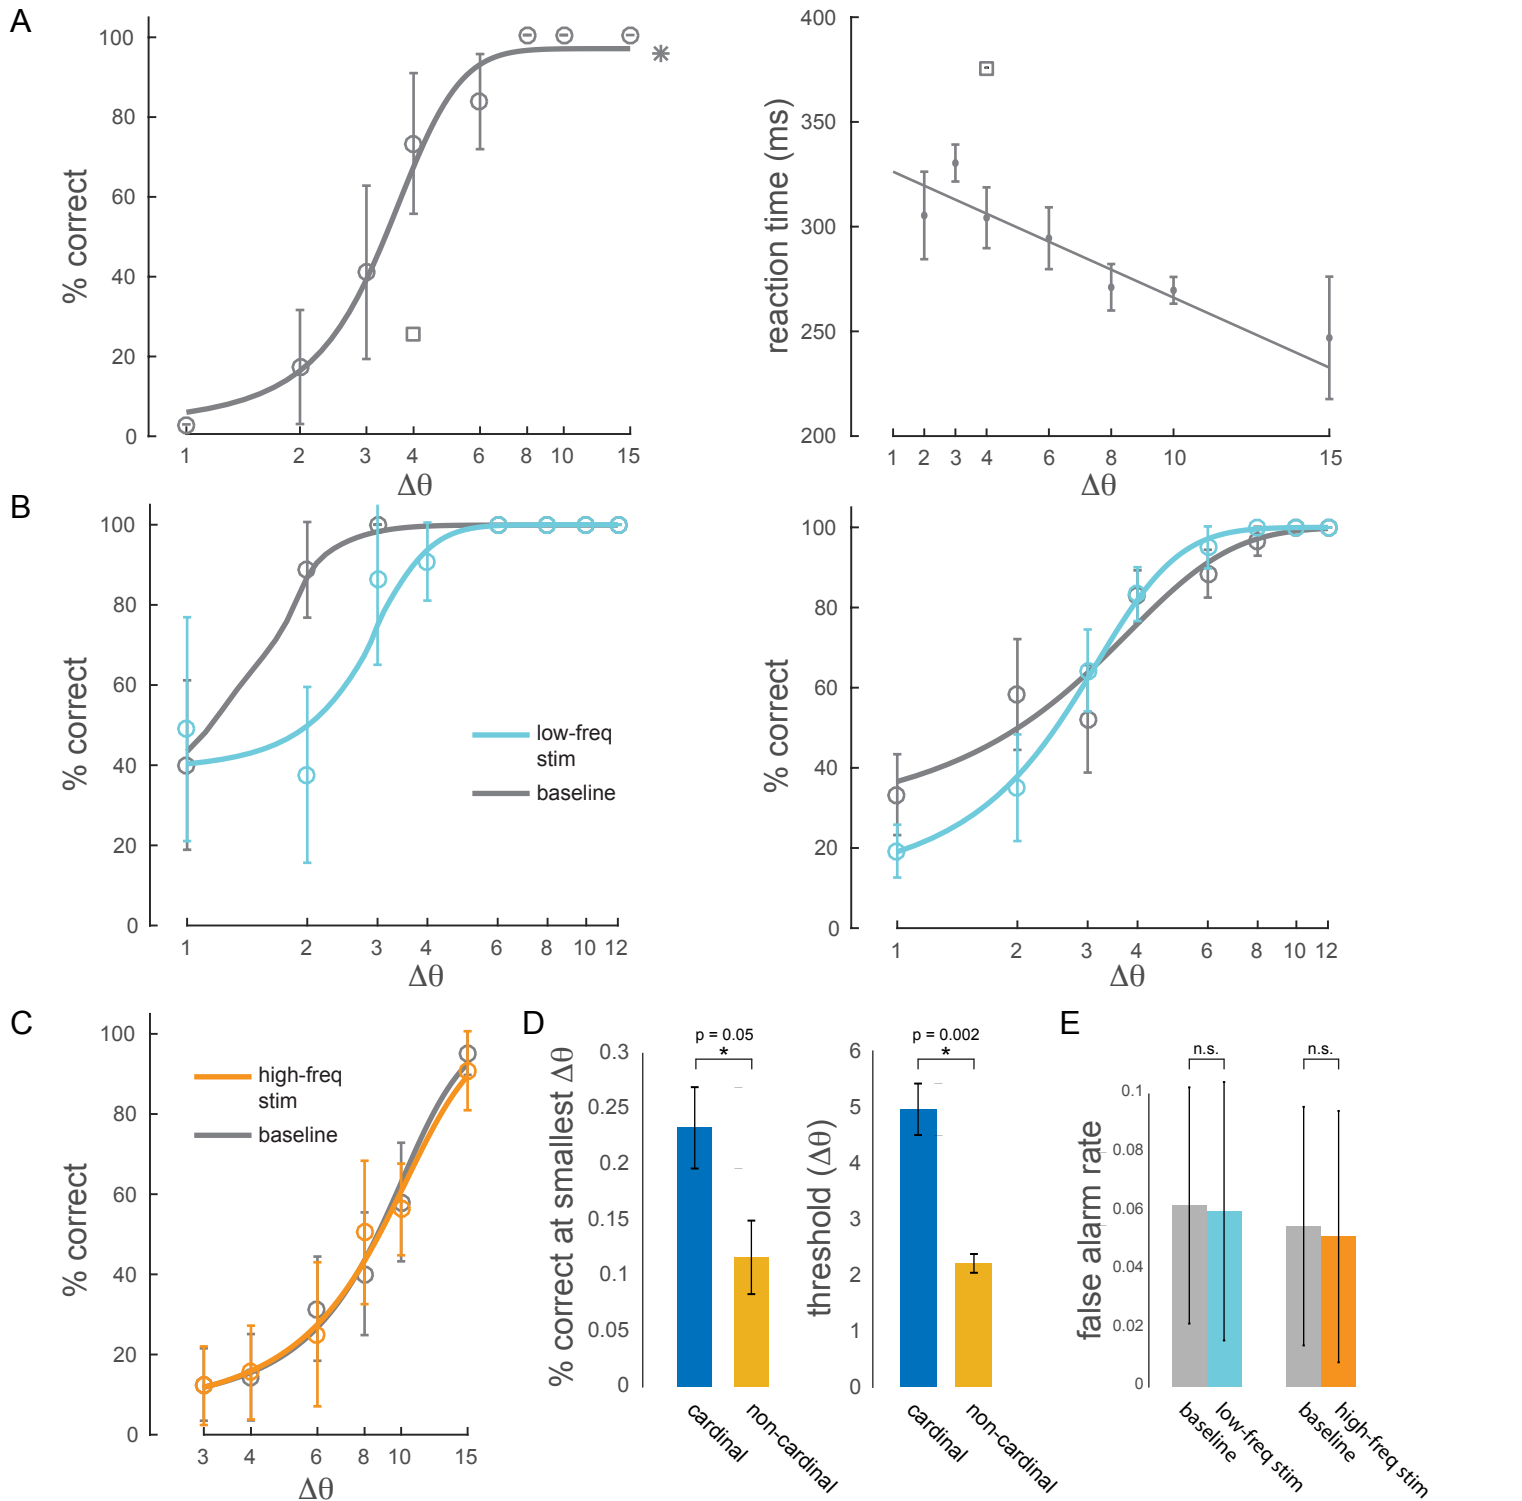 A
100
80
60
40
20
0
% correct
1 2 3 4 6 8 10 15
Δθ
*
400
350
300
250
200
reaction time (ms)
1 2 3 4 6 8 10 15
Δθ
B
100
80
60
40
20
0
% correct
low-freq
stim
baseline
1 2 3 4 6 8 10 12
Δθ
100
80
60
40
20
0
% correct
1 2 3 4 6 8 10 12
Δθ
C
100
80
60
40
20
0
% correct
high-freq
stim
baseline
3 4 6 8 10 15
Δθ
D
p = 0.05
*
0.3
0.25
0.2
0.15
0.1
0.05
0
% correct at smallest Δθ
cardinal
non-cardinal
p = 0.002
*
6
5
4
3
2
1
0
threshold (Δθ)
cardinal
non-cardinal
E
n.s.
n.s.
0.1
0.08
0.06
0.04
0.02
0
false alarm rate
baseline
low-freq stim
baseline
high-freq stim